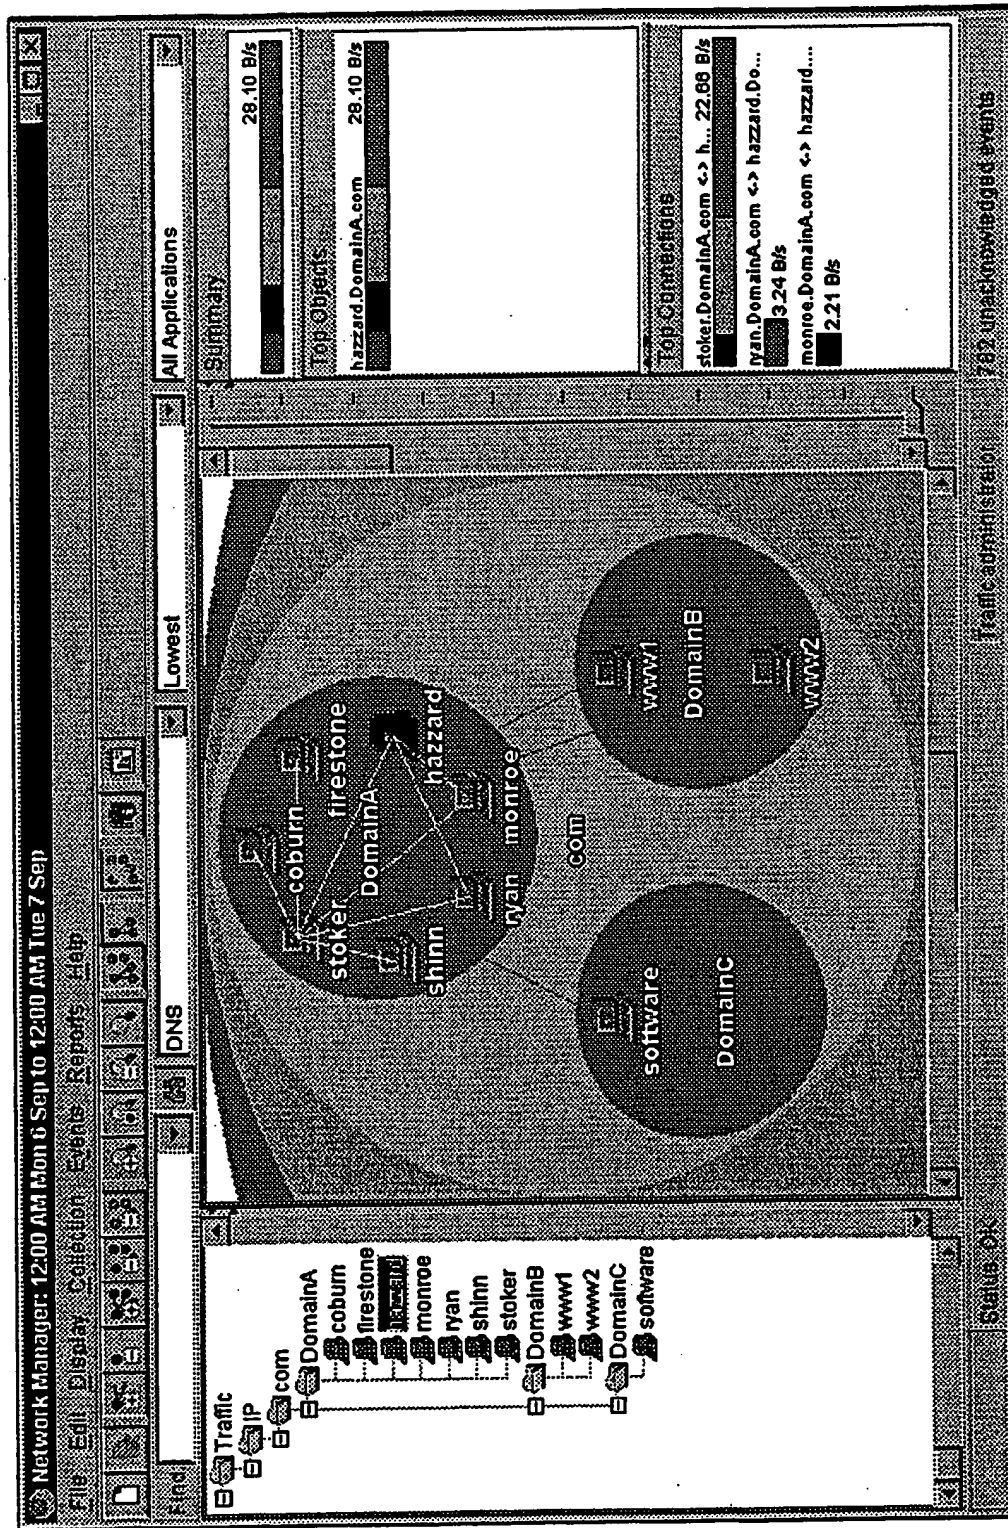 Network Manager: 12:00 AM Mon 6 Sep to 12:00 AM Tue 7 Sep
File Edit Display Collection Events Reports Help
Find
DNS
Lowest
All Applications
Traffic
IP
com
DomainA
coburn
firestone
monroe
ryan
shinn
stoker
DomainB
www1
www2
DomainC
software
coburn
firestone
stoker
DomainA
hazzard
shinn
ryan
monroe
com
software
DomainC
www1
DomainB
www2
Summary
28.10 B/s
Top Objects
hazzard.DomainA.com 28.10 B/s
Top Connections
stoker.DomainA.com <-> h... 22.66 B/s
ryan.DomainA.com <-> hazzard.Do...
3.24 B/s
monroe.DomainA.com <-> hazzard....
2.21 B/s
Status: OK
Traffic administrator
782 unacknowledged events